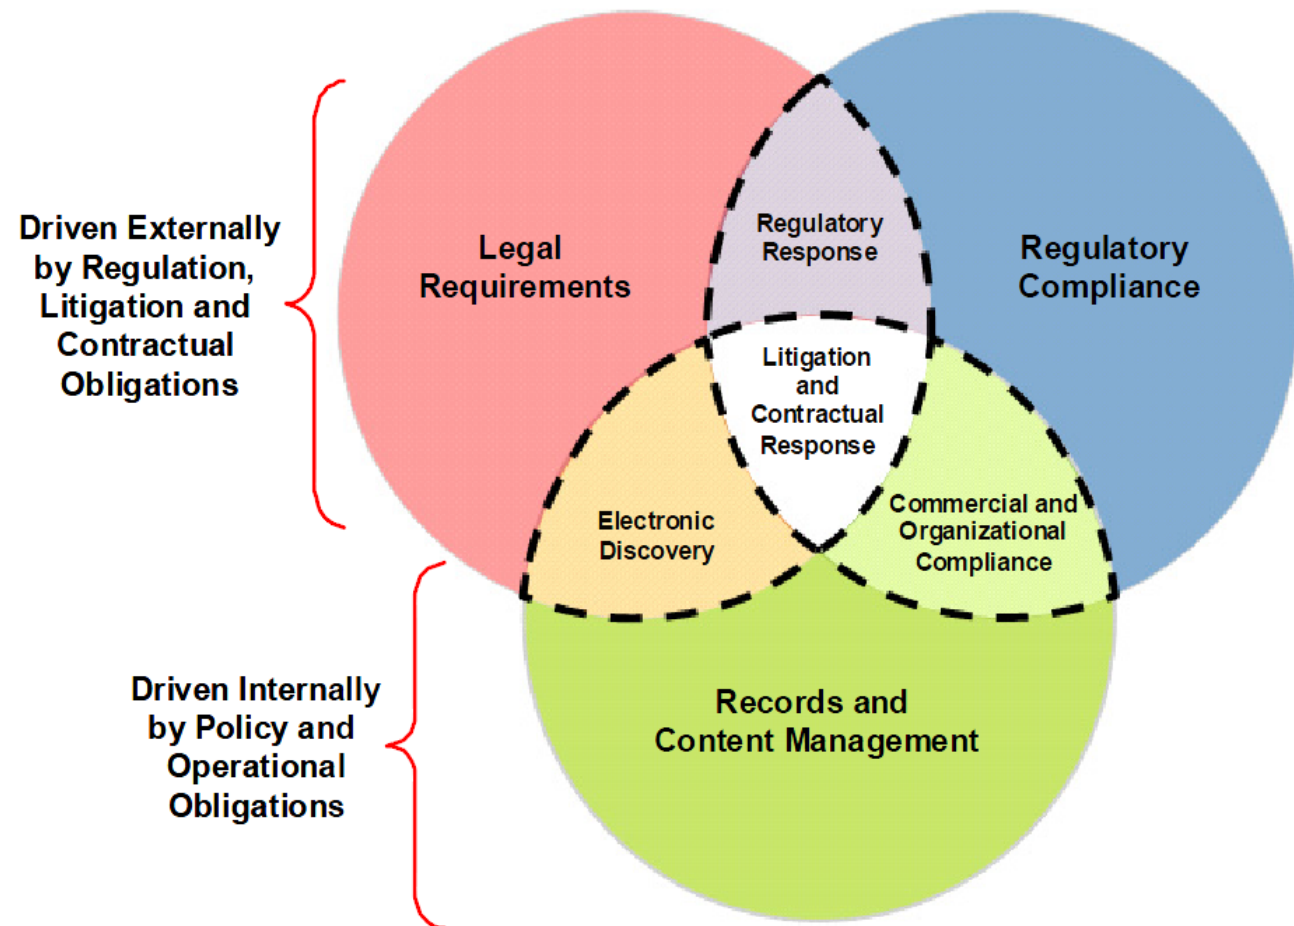 Driven Externally
by Regulation,
Litigation and
Contractual
Obligations
Legal
Requirements
Regulatory
Response
Regulatory
Compliance
Litigation
and
Contractual
Response
Electronic
Discovery
Commercial and
Organizational
Compliance
Driven Internally
by Policy and
Operational
Obligations
Records and
Content Management